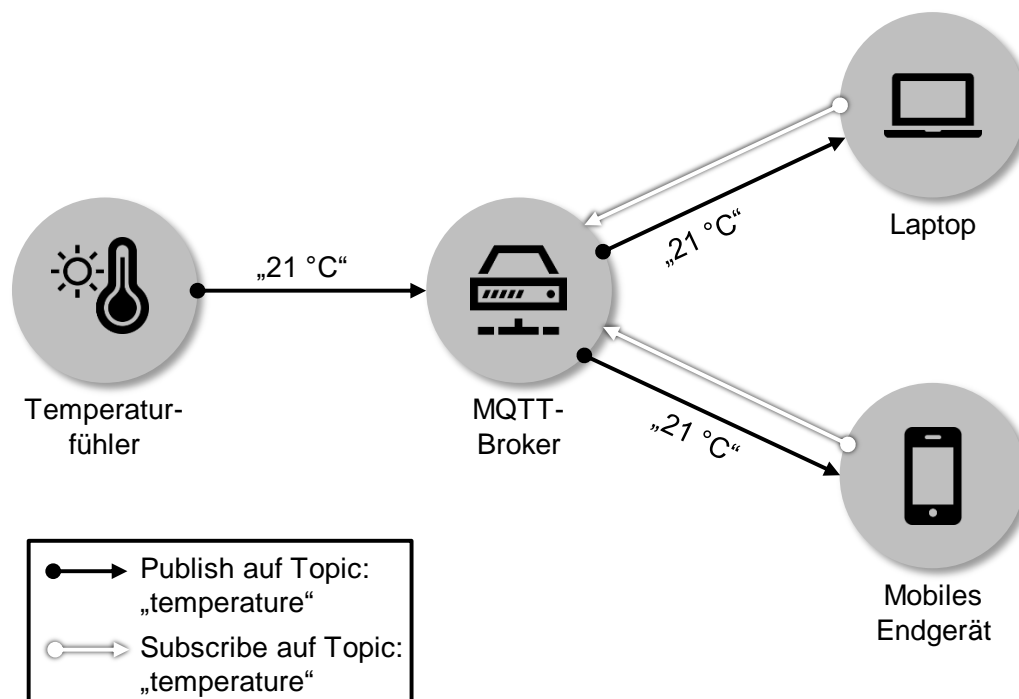 „21 °C“
Temperatur-
fühler
MQTT-
Broker
„21 °C“
Laptop
„21 °C“
Mobiles
Endgerät
Publish auf Topic:
„temperature“
Subscribe auf Topic:
„temperature“